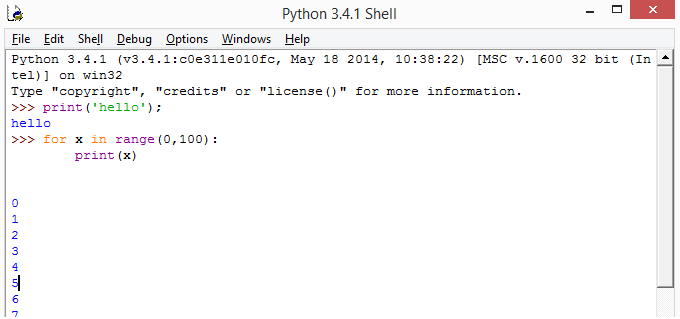 Python 3.4.1 Shell
File Edit Shell Debug Options Windows Help
Python 3.4.1 (v3.4.1:c0e311e010fc, May 18 2014, 10:38:22) [MSC v.1600 32 bit (In
tel)] on win32
Type "copyright", "credits" or "license()" for more information.
>>> print('hello');
hello
>>> for x in range(0,100):
        print(x)
0
1
2
3
4
5
6
7